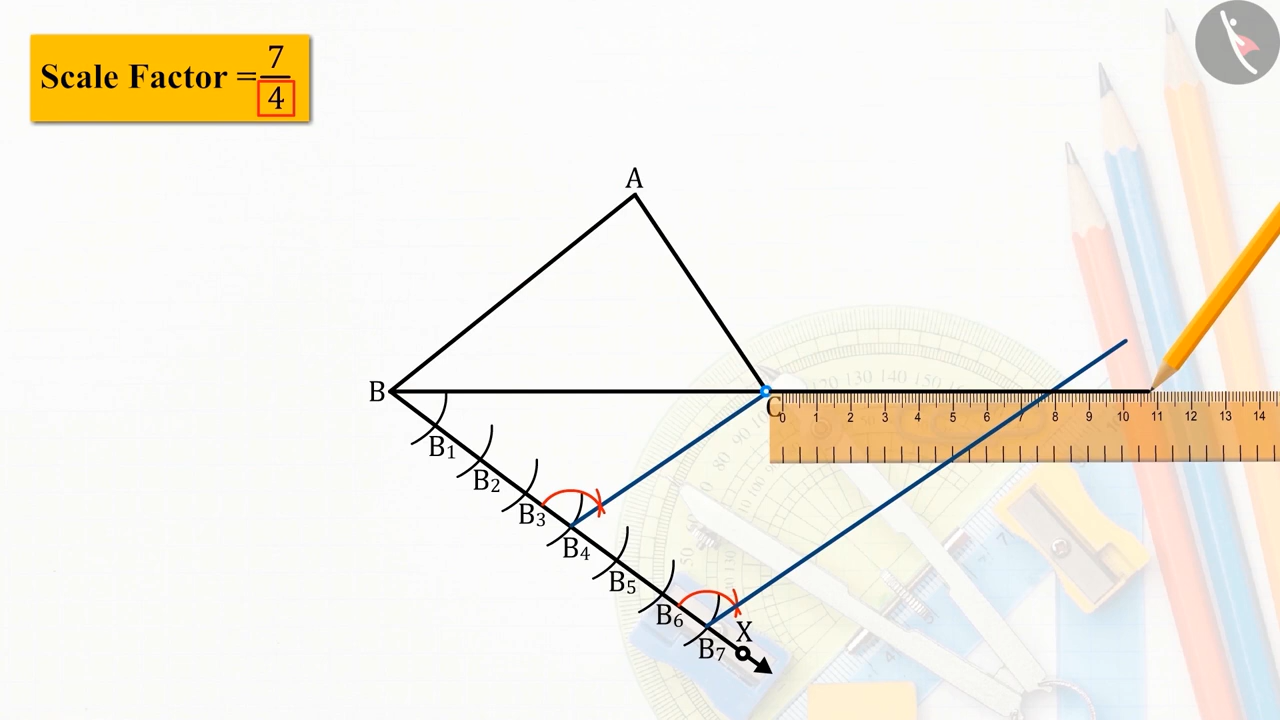 Scale Factor = 7/4
A
B
C
0 1 2 3 4 5 6 7 8 9 10 11 12 13 14
B₁
B₂
B₃
B₄
B₅
B₆
X
B₇